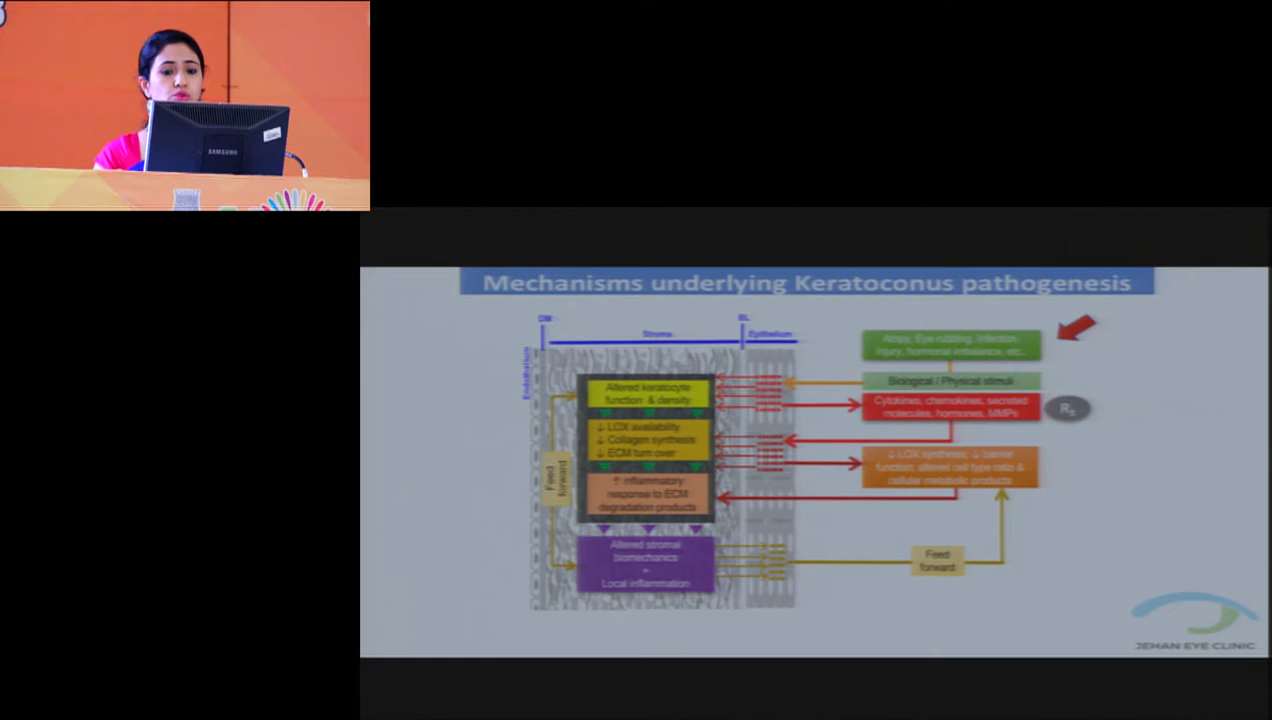 SAMSUNG
Mechanisms underlying Keratoconus pathogenesis
DM
BL
Stroma
Epithelium
Endothelium
Atopy, Eye rubbing, Infection,
Injury, hormonal imbalance, etc..
Biological / Physical stimuli
Cytokines, chemokines, secreted
molecules, hormones, MMPs
Rx
Altered keratocyte
function & density
↓ LOX availability
↓ Collagen synthesis
↓ ECM turn over
↓ LOX synthesis; ↓ barrier
function; altered cell type ratio &
cellular metabolic products
Feed
forward
↑ inflammatory
response to ECM
degradation products
Altered stromal
biomechanics
+
Local inflammation
Feed
forward
JEHAN EYE CLINIC